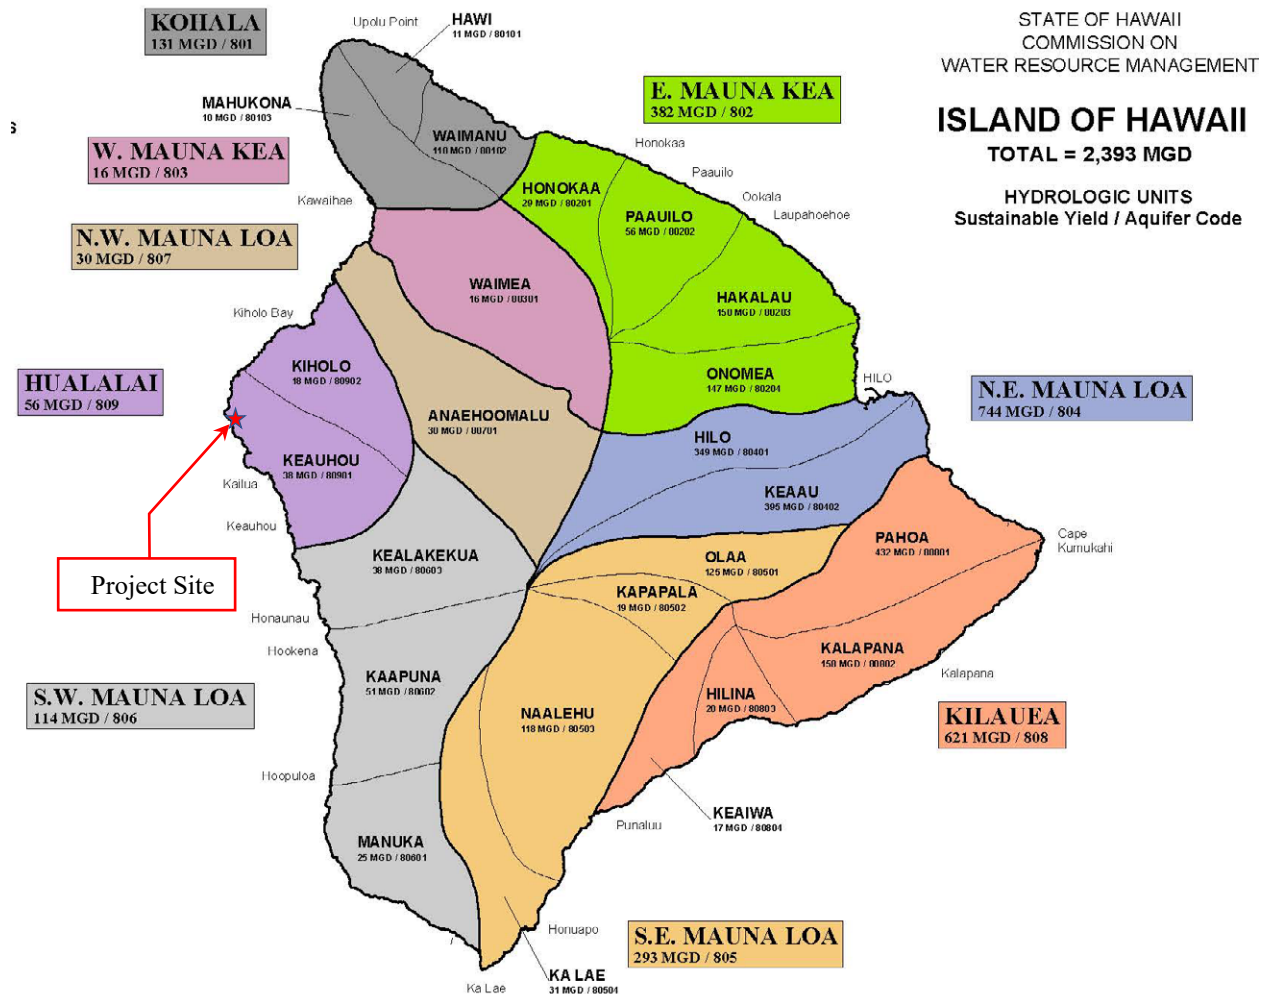 STATE OF HAWAII
COMMISSION ON
WATER RESOURCE MANAGEMENT
ISLAND OF HAWAII
TOTAL = 2,393 MGD
HYDROLOGIC UNITS
Sustainable Yield / Aquifer Code
KOHALA
131 MGD / 801
Upolu Point
HAWI
11 MGD / 80101
MAHUKONA
10 MGD / 80103
WAIMANU
110 MGD / 80102
E. MAUNA KEA
382 MGD / 802
s
W. MAUNA KEA
16 MGD / 803
Kawaihae
HONOKAA
29 MGD / 80201
Honokaa
Paauilo
Ookala
Laupahoehoe
PAAUILO
56 MGD / 80202
N.W. MAUNA LOA
30 MGD / 807
WAIMEA
16 MGD / 80301
HAKALAU
150 MGD / 80203
Kiholo Bay
KIHOLO
18 MGD / 80902
ONOMEA
147 MGD / 80204
HILO
HUALALAI
56 MGD / 809
N.E. MAUNA LOA
744 MGD / 804
ANAEHOOMALU
30 MGD / 80701
HILO
349 MGD / 80401
KEAUHOU
38 MGD / 80901
Kailua
KEAAU
395 MGD / 80402
Keauhou
KEALAKEKUA
38 MGD / 80603
OLAA
125 MGD / 80501
PAHOA
432 MGD / 80801
Cape
Kumukahi
Project Site
KAPAPALA
19 MGD / 80502
Honaunau
Hookena
KAAPUNA
51 MGD / 80602
KALAPANA
158 MGD / 80802
Kalapana
S.W. MAUNA LOA
114 MGD / 806
NAALEHU
118 MGD / 80503
HILINA
20 MGD / 80803
KILAUEA
621 MGD / 808
Hoopuloa
KEAIWA
17 MGD / 80804
Punaluu
MANUKA
25 MGD / 80601
Honuapo
S.E. MAUNA LOA
293 MGD / 805
KA LAE
31 MGD / 80504
Ka Lae